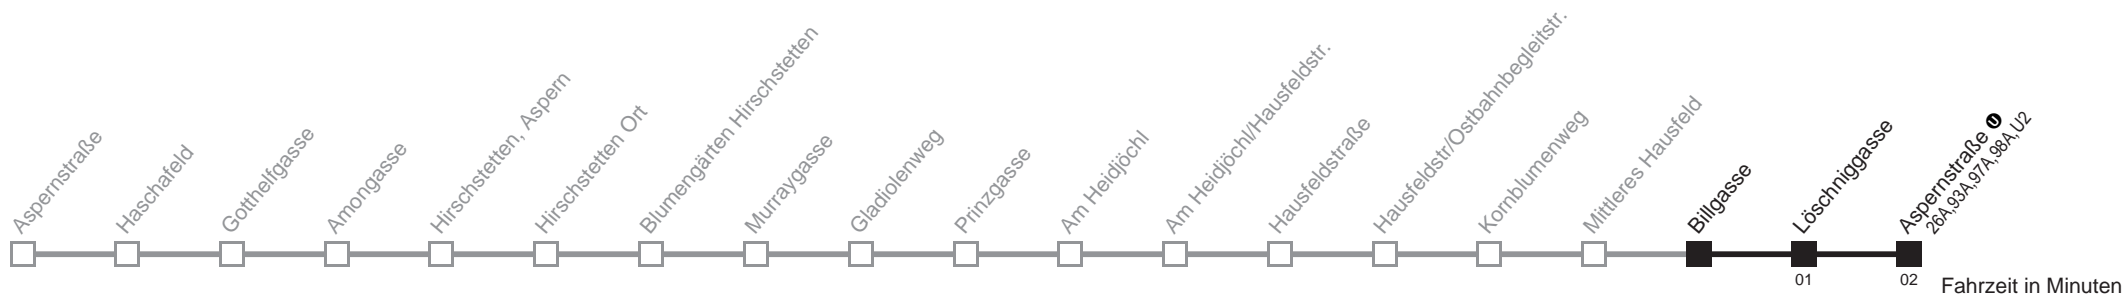 Aspernstraße
Haschafeld
Gotthelfgasse
Amongasse
Hirschstetten, Aspern
Hirschstetten Ort
Blumengärten Hirschstetten
Murraygasse
Gladiolenweg
Prinzgasse
Am Heidjöchl
Am Heidjöchl/Hausfeldstr.
Hausfeldstraße
Hausfeldstr/Ostbahnbegleitstr.
Kornblumenweg
Mittleres Hausfeld
Billgasse
Löschniggasse
Aspernstraße U
26A,93A,97A,98A,U2
01
02
Fahrzeit in Minuten